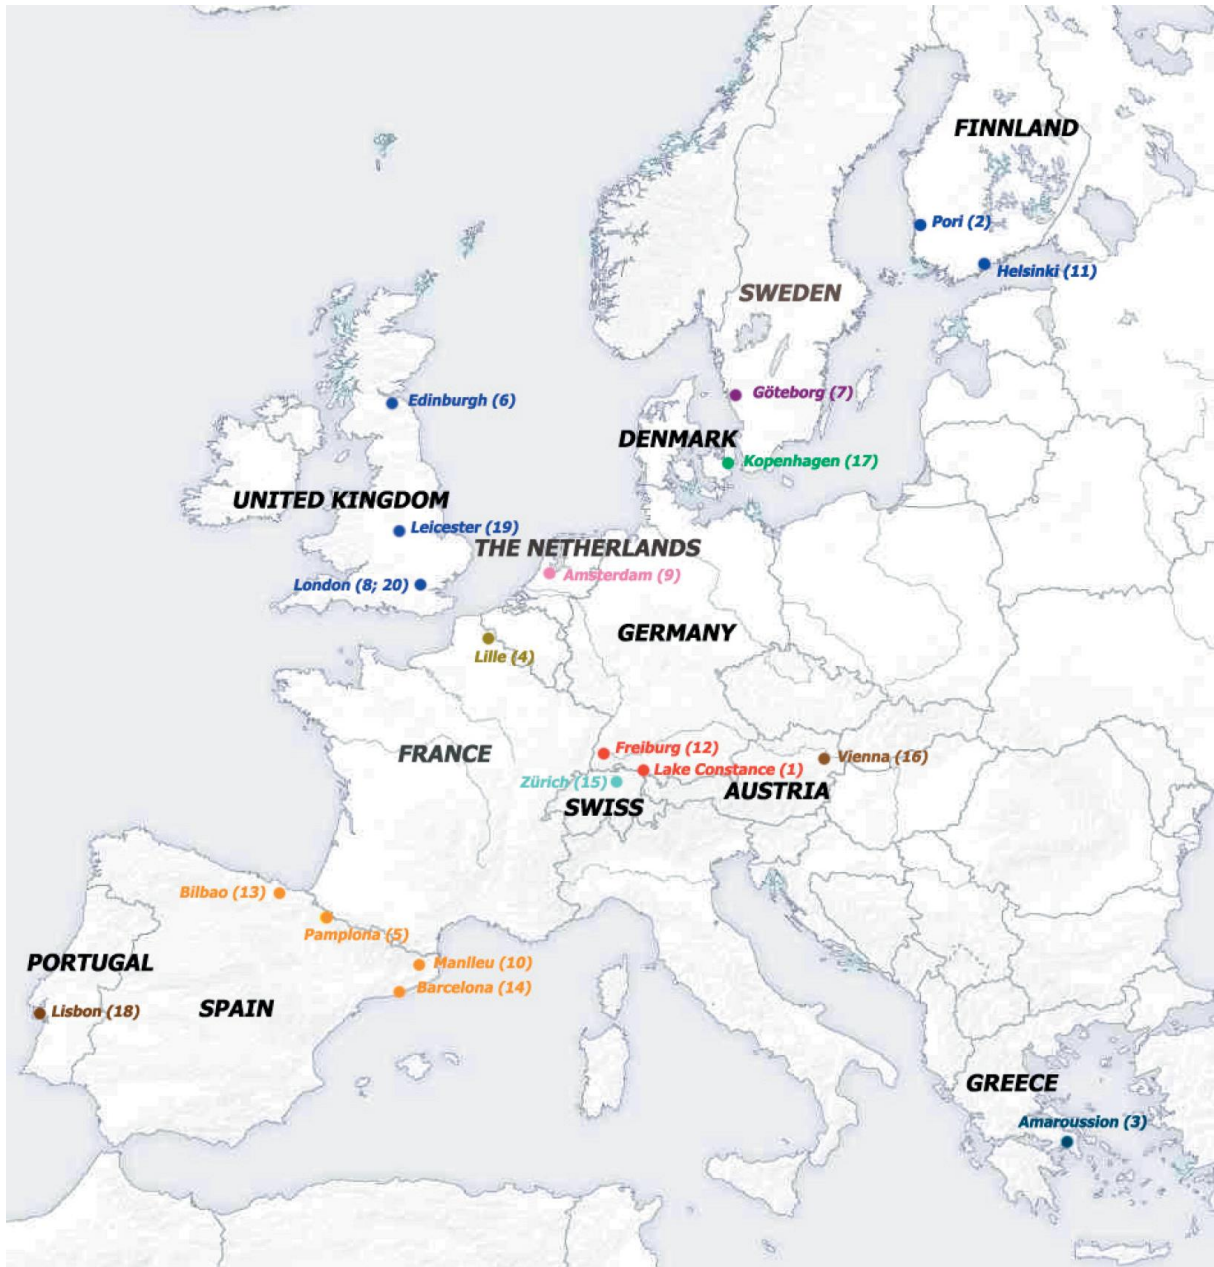 FINNLAND
Pori (2)
Helsinki (11)
SWEDEN
Göteborg (7)
Edinburgh (6)
DENMARK
Kopenhagen (17)
UNITED KINGDOM
Leicester (19)
THE NETHERLANDS
Amsterdam (9)
London (8; 20)
GERMANY
Lille (4)
FRANCE
Freiburg (12)
Lake Constance (1)
Vienna (16)
Zürich (15)
AUSTRIA
SWISS
Bilbao (13)
Pamplona (5)
PORTUGAL
Manlleu (10)
Barcelona (14)
Lisbon (18)
SPAIN
GREECE
Amaroussion (3)